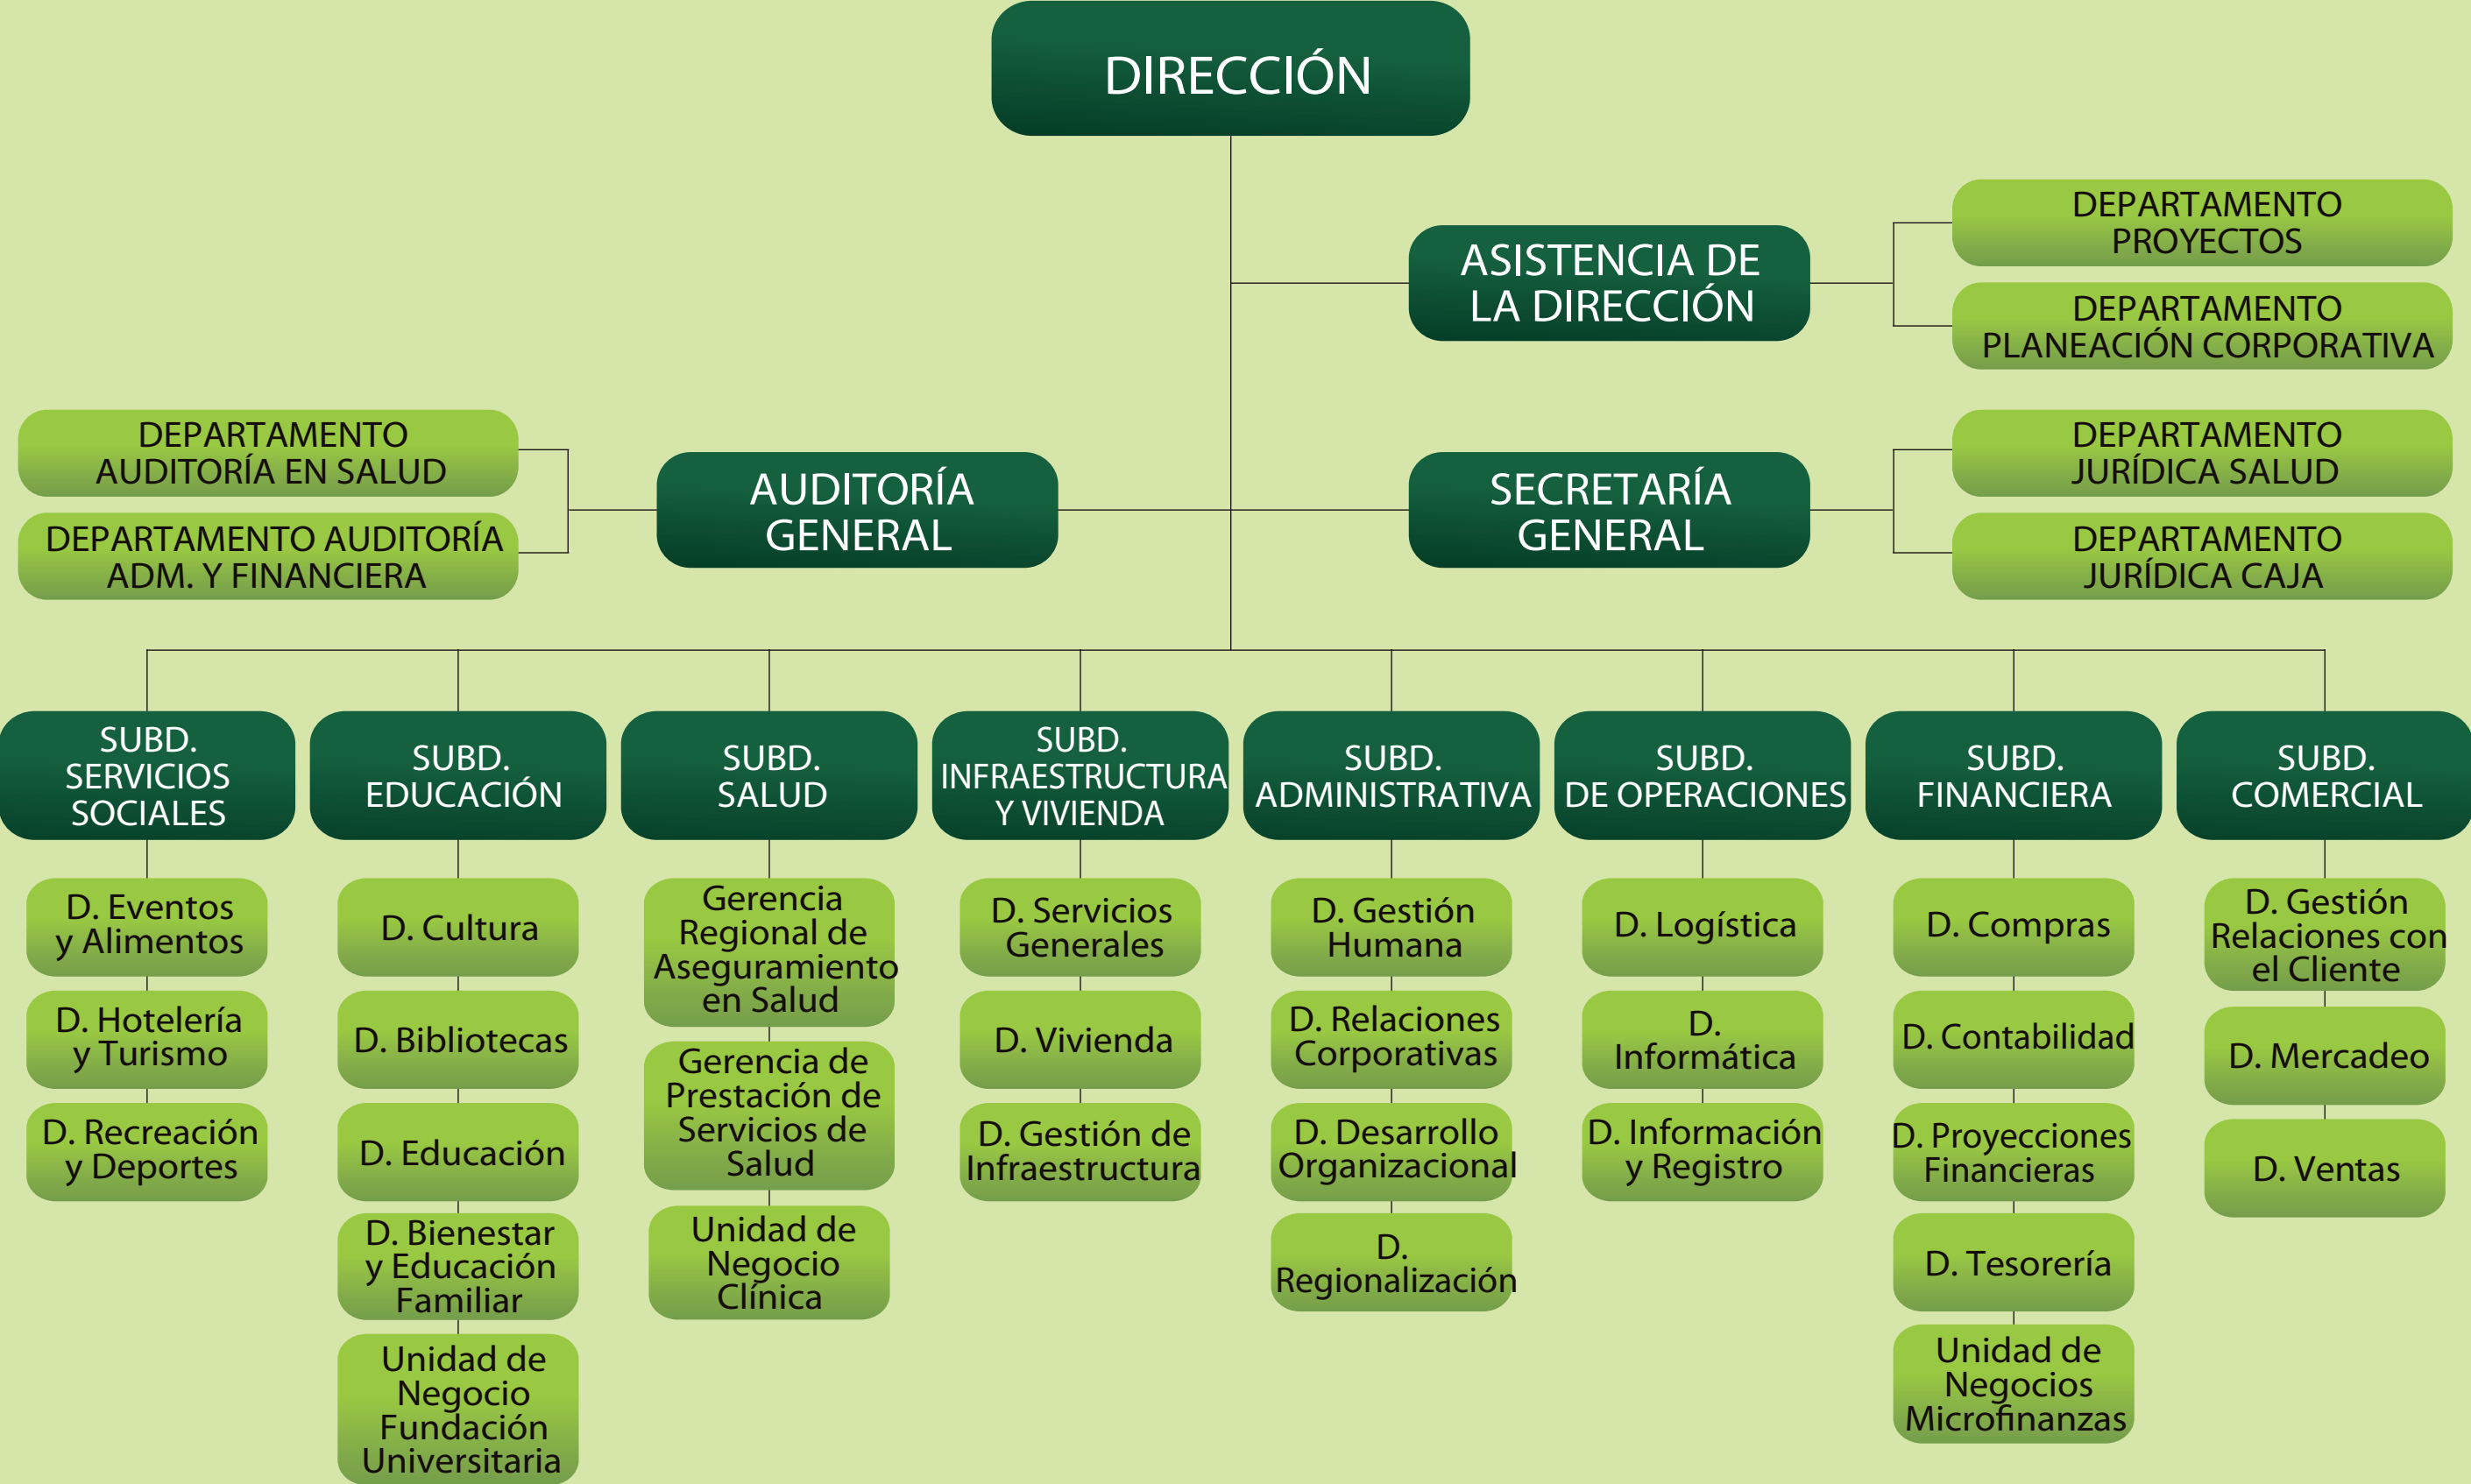 DIRECCIÓN
ASISTENCIA DE
LA DIRECCIÓN
DEPARTAMENTO
PROYECTOS
DEPARTAMENTO
PLANEACIÓN CORPORATIVA
DEPARTAMENTO
AUDITORÍA EN SALUD
DEPARTAMENTO AUDITORÍA
ADM. Y FINANCIERA
AUDITORÍA
GENERAL
SECRETARÍA
GENERAL
DEPARTAMENTO
JURÍDICA SALUD
DEPARTAMENTO
JURÍDICA CAJA
SUBD.
SERVICIOS
SOCIALES
D. Eventos
y Alimentos
D. Hotelería
y Turismo
D. Recreación
y Deportes
SUBD.
EDUCACIÓN
D. Cultura
D. Bibliotecas
D. Educación
D. Bienestar
y Educación
Familiar
Unidad de
Negocio
Fundación
Universitaria
SUBD.
SALUD
Gerencia
Regional de
Aseguramiento
en Salud
Gerencia de
Prestación de
Servicios de
Salud
Unidad de
Negocio
Clínica
SUBD.
INFRAESTRUCTURA
Y VIVIENDA
D. Servicios
Generales
D. Vivienda
D. Gestión de
Infraestructura
SUBD.
ADMINISTRATIVA
D. Gestión
Humana
D. Relaciones
Corporativas
D. Desarrollo
Organizacional
D.
Regionalización
SUBD.
DE OPERACIONES
D. Logística
D.
Informática
D. Información
y Registro
SUBD.
FINANCIERA
D. Compras
D. Contabilidad
D. Proyecciones
Financieras
D. Tesorería
Unidad de
Negocios
Microfinanzas
SUBD.
COMERCIAL
D. Gestión
Relaciones con
el Cliente
D. Mercadeo
D. Ventas